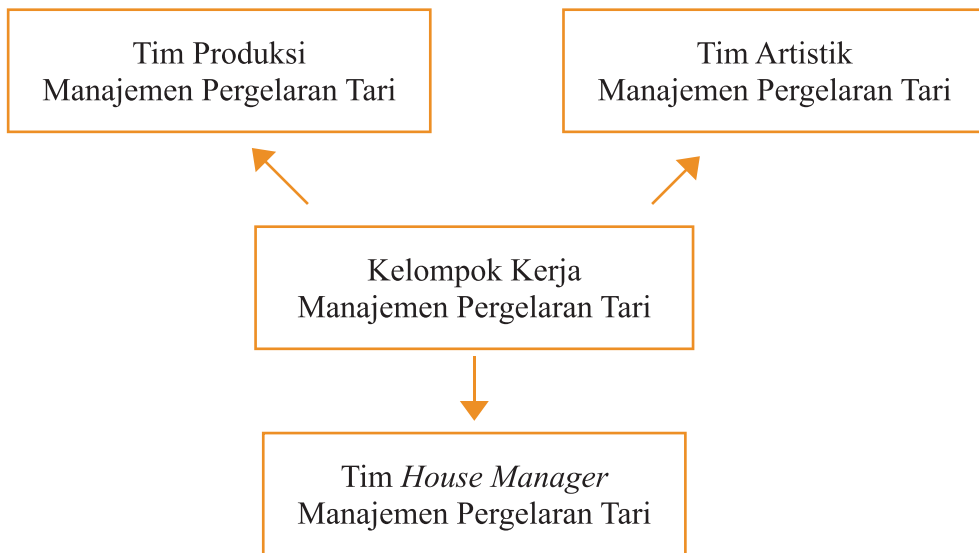 Tim Produksi
Manajemen Pergelaran Tari
Tim Artistik
Manajemen Pergelaran Tari
Kelompok Kerja
Manajemen Pergelaran Tari
Tim House Manager
Manajemen Pergelaran Tari